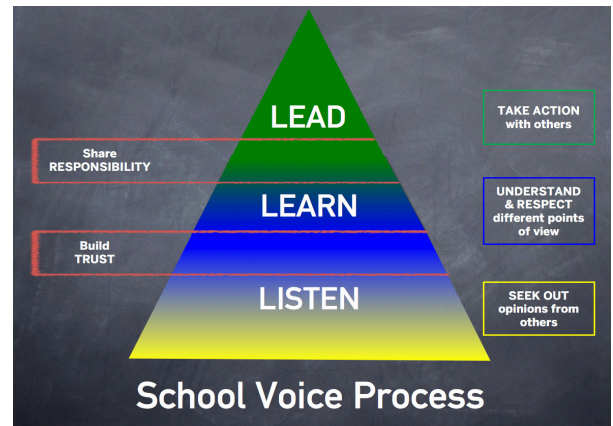 LEAD
TAKE ACTION
with others
Share
RESPONSIBILITY
LEARN
UNDERSTAND
& RESPECT
different points
of view
Build
TRUST
LISTEN
SEEK OUT
opinions from
others
School Voice Process